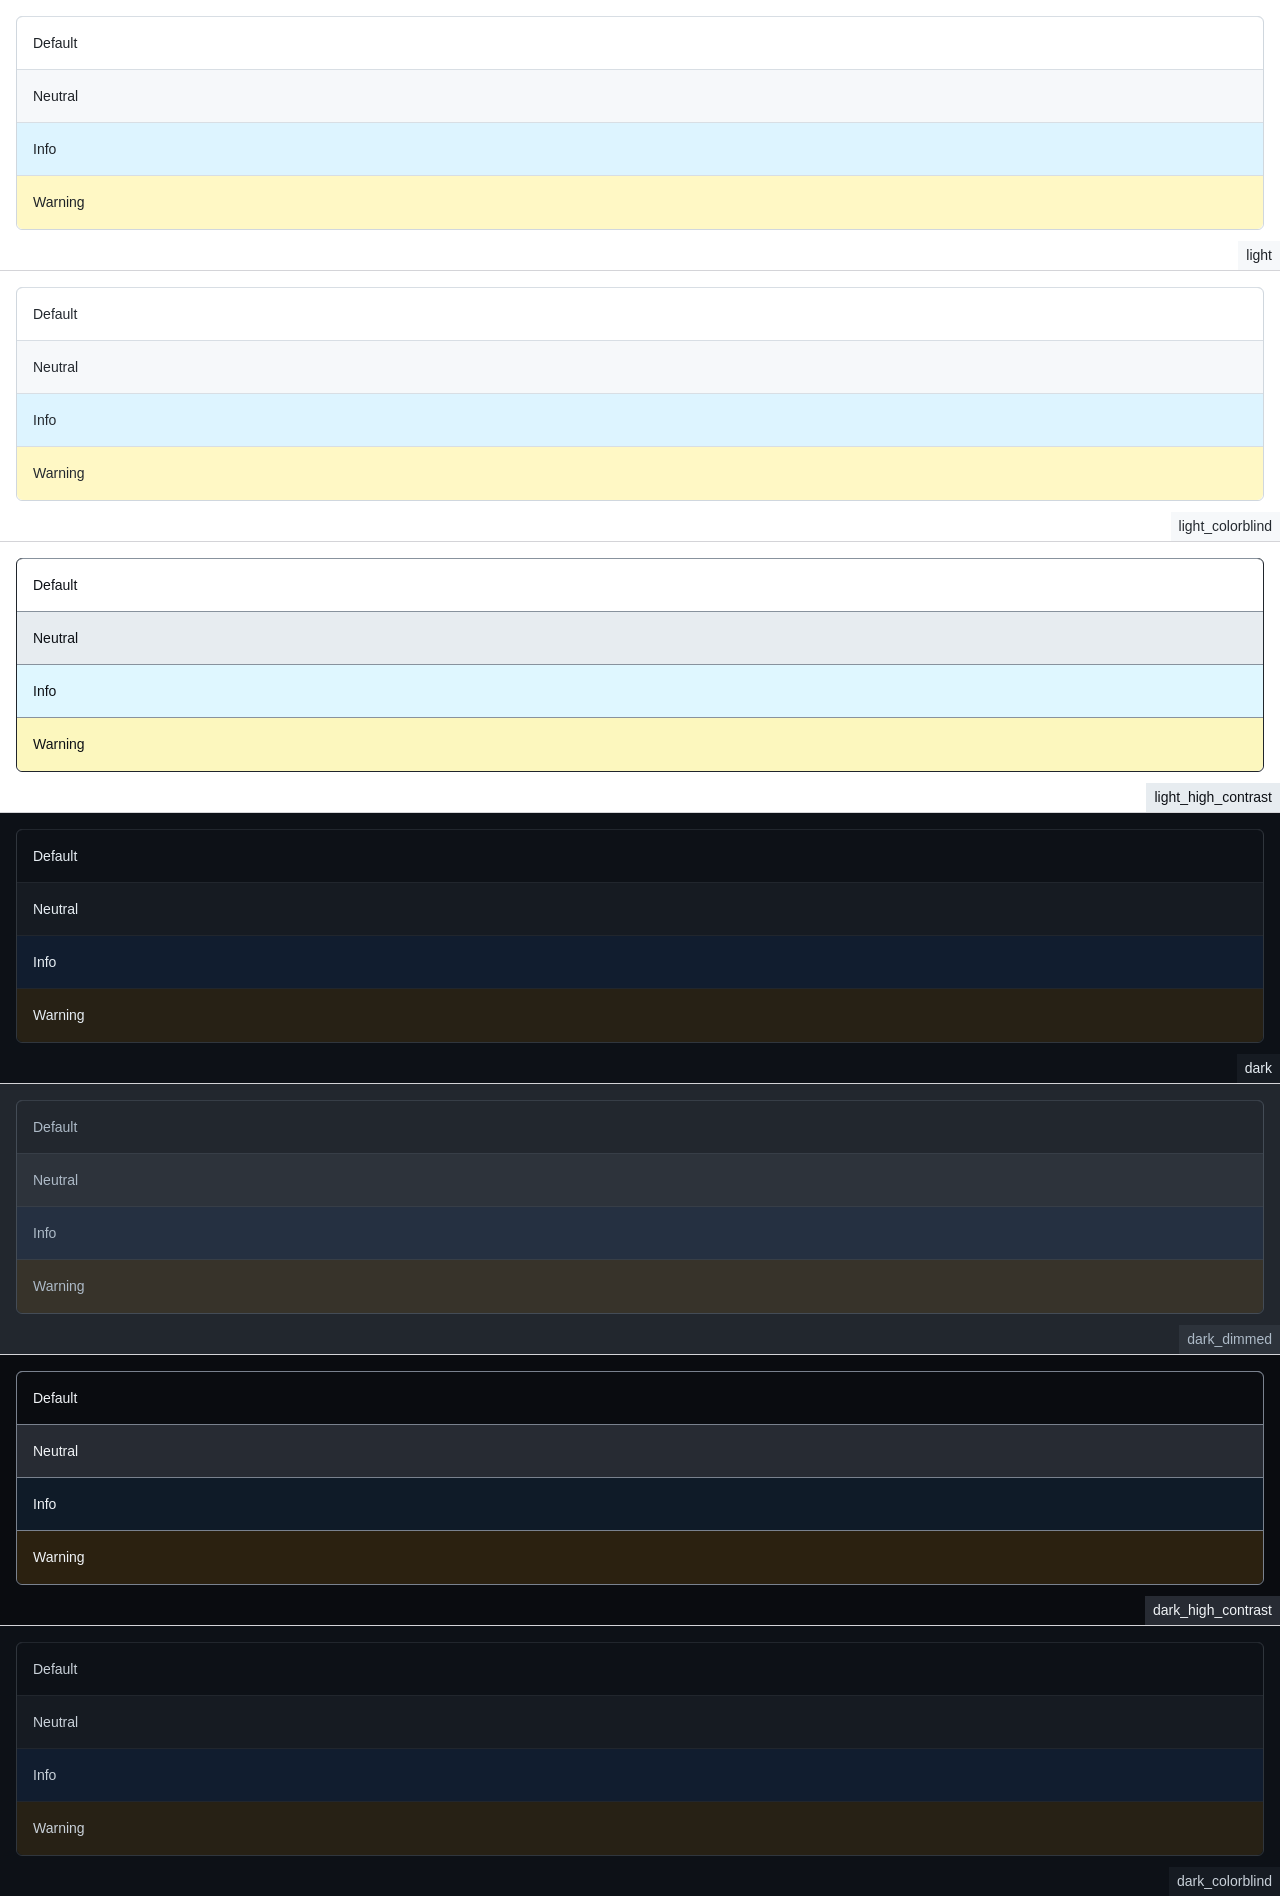 Default
Neutral
Info
Warning
light
Default
Neutral
Info
Warning
light_colorblind
Default
Neutral
Info
Warning
light_high_contrast
Default
Neutral
Info
Warning
dark
Default
Neutral
Info
Warning
dark_dimmed
Default
Neutral
Info
Warning
dark_high_contrast
Default
Neutral
Info
Warning
dark_colorblind